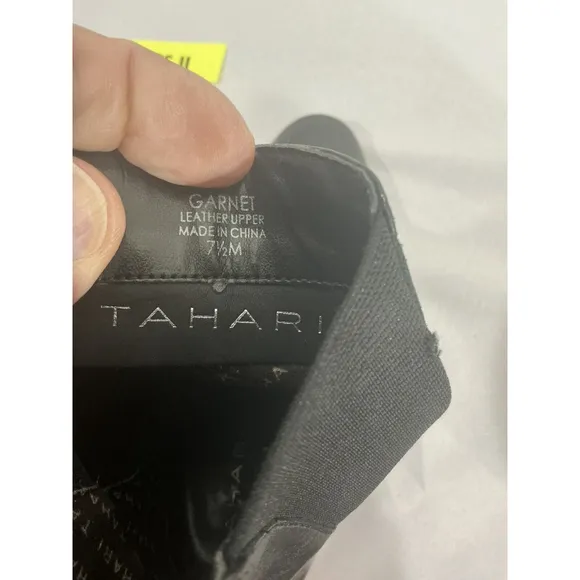 GARNET
LEATHER UPPER
MADE IN CHINA
7½M
TAHARI